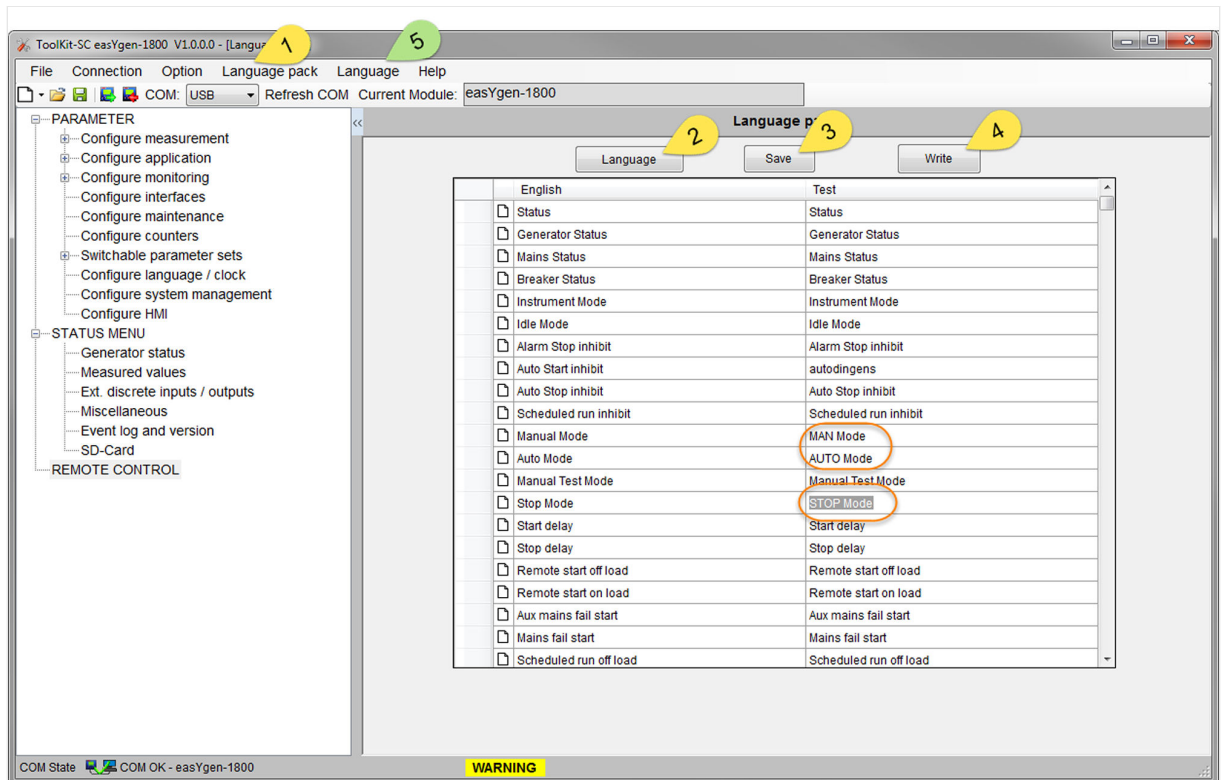 ToolKit-SC easYgen-1800 V1.0.0.0 - [Langua
1
5
File Connection Option Language pack Language Help
COM: USB Refresh COM Current Module: easYgen-1800
PARAMETER
Configure measurement
Configure application
Configure monitoring
Configure interfaces
Configure maintenance
Configure counters
Switchable parameter sets
Configure language / clock
Configure system management
Configure HMI
STATUS MENU
Generator status
Measured values
Ext. discrete inputs / outputs
Miscellaneous
Event log and version
SD-Card
REMOTE CONTROL
<<
Language p
2
3
4
Language Save Write
English Test
Status Status
Generator Status Generator Status
Mains Status Mains Status
Breaker Status Breaker Status
Instrument Mode Instrument Mode
Idle Mode Idle Mode
Alarm Stop inhibit Alarm Stop inhibit
Auto Start inhibit autodingens
Auto Stop inhibit Auto Stop inhibit
Scheduled run inhibit Scheduled run inhibit
Manual Mode MAN Mode
Auto Mode AUTO Mode
Manual Test Mode Manual Test Mode
Stop Mode STOP Mode
Start delay Start delay
Stop delay Stop delay
Remote start off load Remote start off load
Remote start on load Remote start on load
Aux mains fail start Aux mains fail start
Mains fail start Mains fail start
Scheduled run off load Scheduled run off load
COM State COM OK - easYgen-1800 WARNING